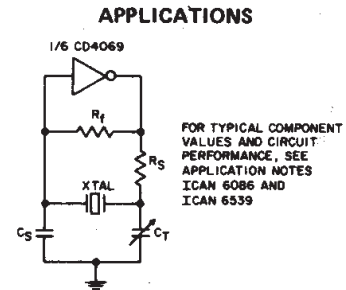 APPLICATIONS
1/6 CD4069
Rf
RS
XTAL
CS
CT
FOR TYPICAL COMPONENT
VALUES AND CIRCUIT
PERFORMANCE, SEE
APPLICATION NOTES
ICAN 6086 AND
ICAN 6539